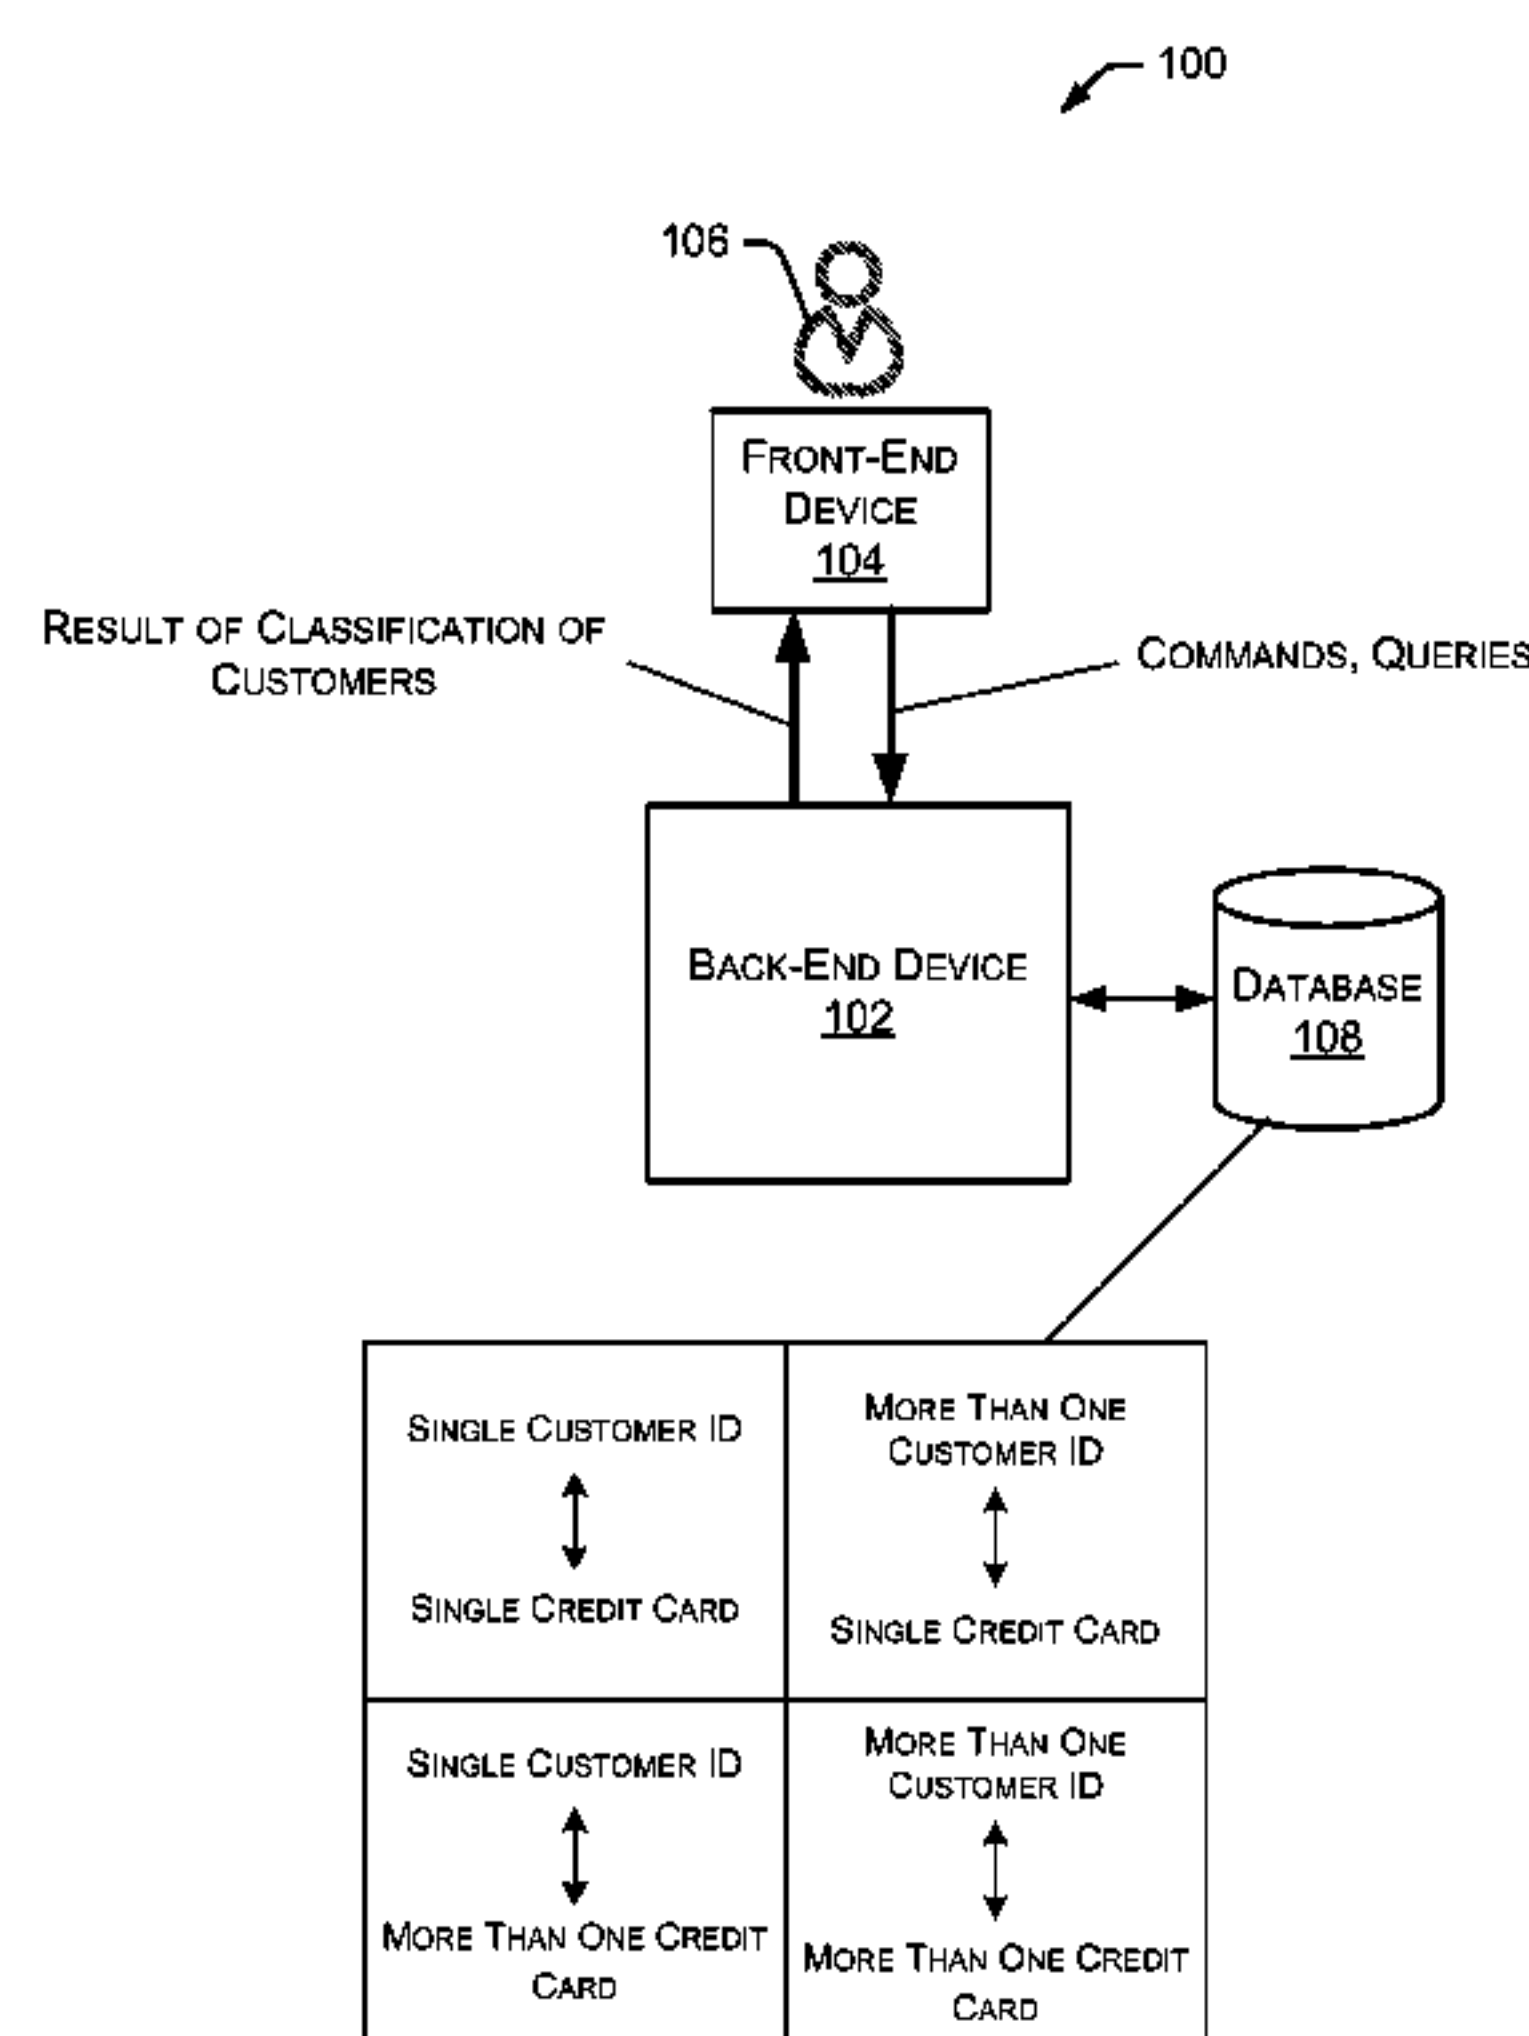 100
106
FRONT-END
DEVICE
104
RESULT OF CLASSIFICATION OF
CUSTOMERS
COMMANDS, QUERIES
BACK-END DEVICE
102
DATABASE
108
SINGLE CUSTOMER ID
SINGLE CREDIT CARD
MORE THAN ONE
CUSTOMER ID
SINGLE CREDIT CARD
SINGLE CUSTOMER ID
MORE THAN ONE CREDIT
CARD
MORE THAN ONE
CUSTOMER ID
MORE THAN ONE CREDIT
CARD